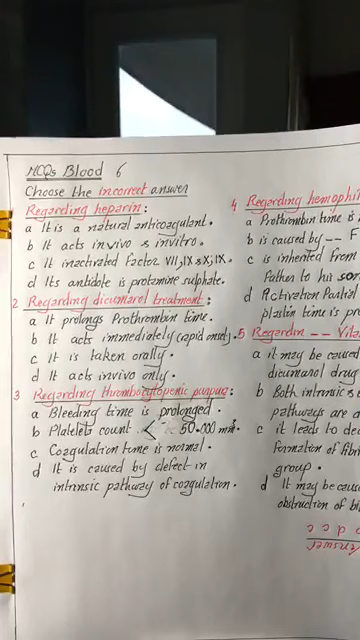 MCQs Blood 6
Choose the incorrect answer
Regarding heparin:
a It is a natural anticoagulant.
b It acts invivo & invitro.
c It inactivated factor VII, IX & X, IX.
d Its antidote is protamine sulphate.
2 Regarding dicumarol treatment:
a It prolongs Prothrombin time.
b It acts immediately (rapid onset).
c It is taken orally.
d It acts invivo only.
3 Regarding thrombocytopenic purpura:
a Bleeding time is prolonged.
b Platelets count < 50.000 mm³.
c Coagulation time is normal.
d It is caused by defect in
intrinsic pathway of coagulation.
4 Regarding hemophil
a Prothrombin time is
b is caused by -- F
c is inherited from
Father to his son
d Activation Partial
plastin time is pr
5 Regardin -- Vita
a it may be caused
dicumarol drug
b Both intrinsic &
pathways are a
c it leads to de
formation of fibri
group.
d It may be cause
obstruction of bi
Answer